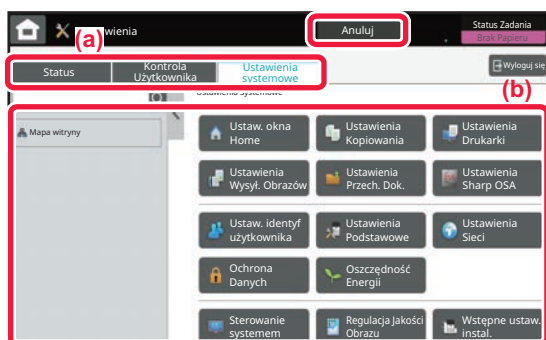 wienia
(a)
Anuluj
Status Zadania
Brak Papieru
Status
Kontrola
Użytkownika
Ustawienia
systemowe
Wyloguj się
(b)
Ustawienia systemowe
Mapa witryny
Ustaw. okna
Home
Ustawienia
Kopiowania
Ustawienia
Drukarki
Ustawienia
Wysył. Obrazów
Ustawienia
Przech. Dok.
Ustawienia
Sharp OSA
Ustaw. identyf
użytkownika
Ustawienia
Podstawowe
Ustawienia
Sieci
Ochrona
Danych
Oszczędność
Energii
Sterowanie
systemem
Regulacja Jakości
Obrazu
Wstępne ustaw.
instal.